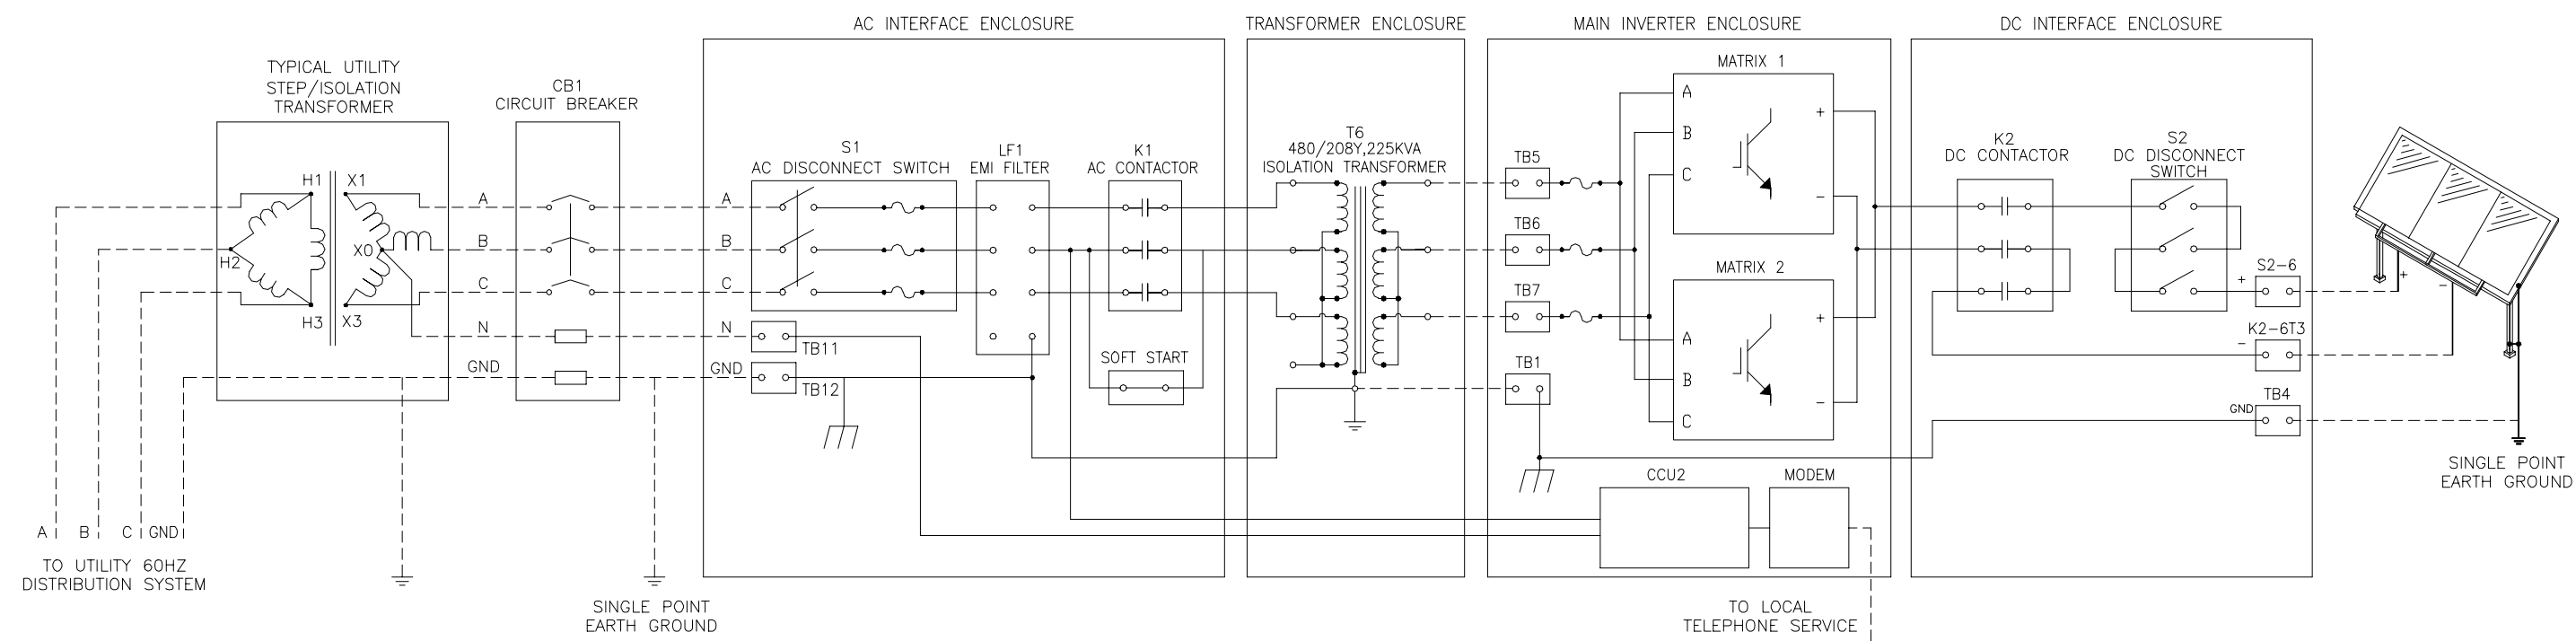 AC INTERFACE ENCLOSURE
TRANSFORMER ENCLOSURE
MAIN INVERTER ENCLOSURE
DC INTERFACE ENCLOSURE
TYPICAL UTILITY
STEP/ISOLATION
TRANSFORMER
H1
X1
H2
X0
H3
X3
CB1
CIRCUIT BREAKER
A
B
C
N
GND
A
B
C
N
GND
S1
AC DISCONNECT SWITCH
LF1
EMI FILTER
K1
AC CONTACTOR
TB11
TB12
SOFT START
T6
480/208Y,225KVA
ISOLATION TRANSFORMER
TB5
TB6
TB7
TB1
MATRIX 1
A
B
C
+
−
MATRIX 2
A
B
C
+
−
CCU2
MODEM
K2
DC CONTACTOR
S2
DC DISCONNECT
SWITCH
+
S2-6
−
K2-6T3
GND
TB4
+
−
SINGLE POINT
EARTH GROUND
A B C GND
TO UTILITY 60HZ
DISTRIBUTION SYSTEM
SINGLE POINT
EARTH GROUND
TO LOCAL
TELEPHONE SERVICE